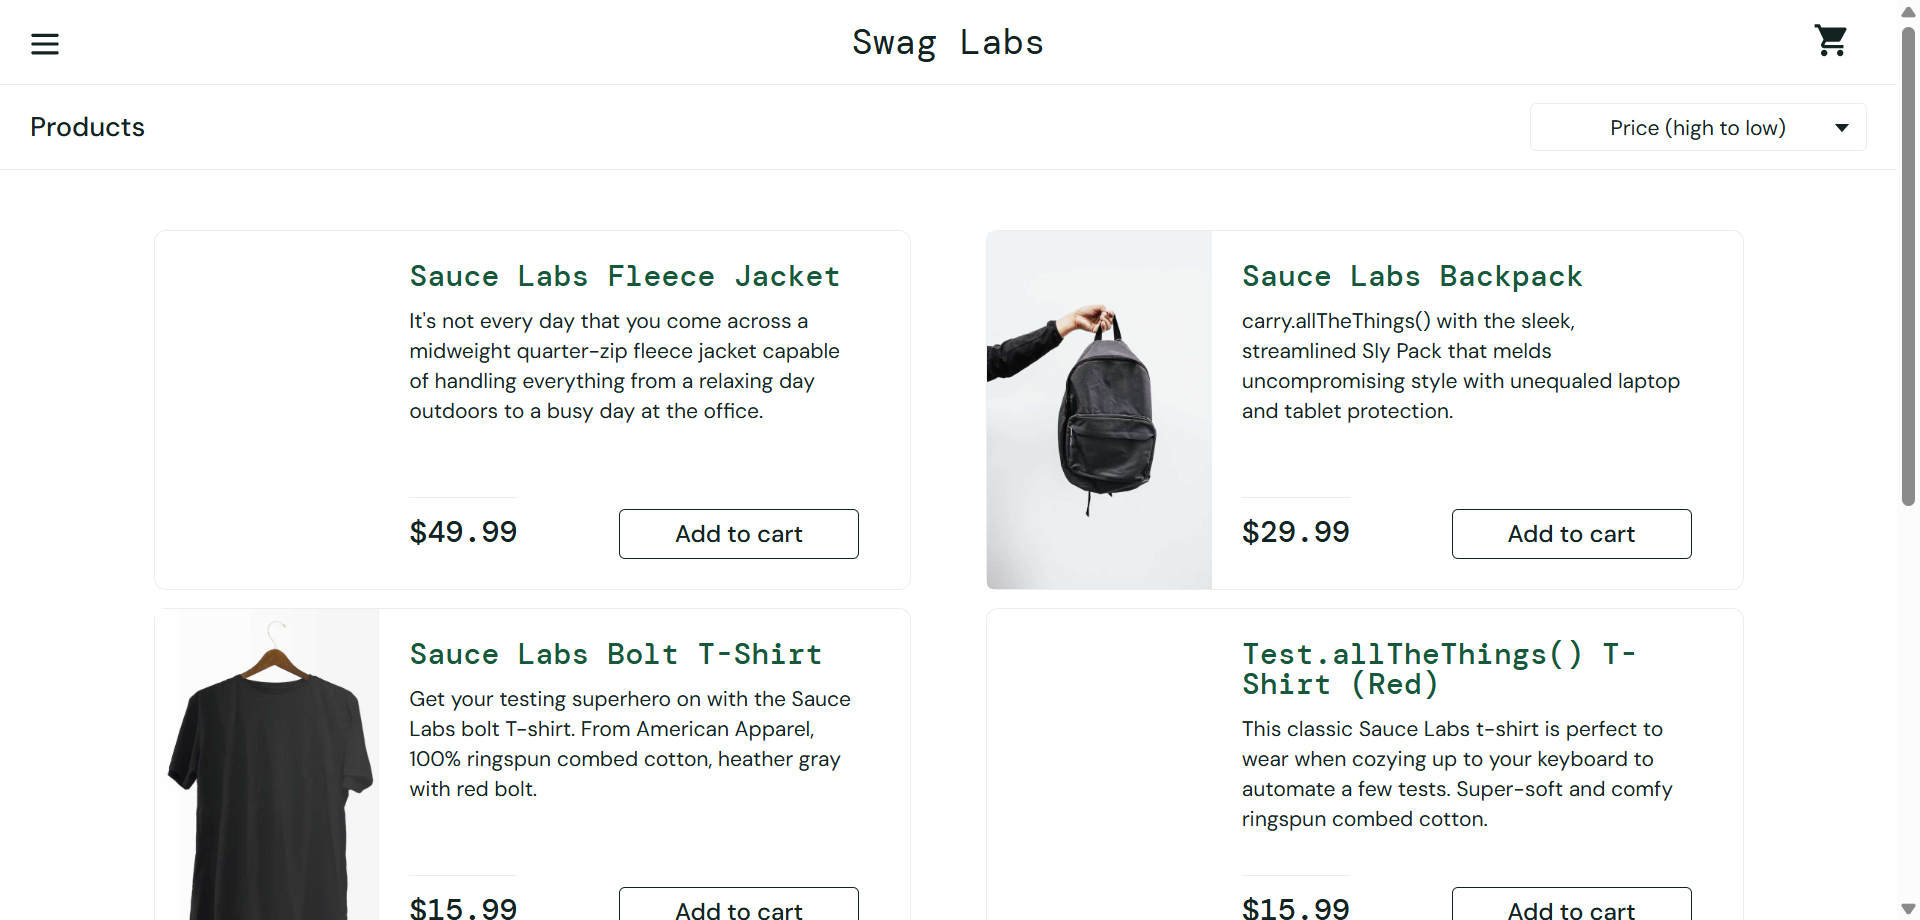 Swag Labs
Products
Price (high to low)
Sauce Labs Fleece Jacket
It's not every day that you come across a
midweight quarter-zip fleece jacket capable
of handling everything from a relaxing day
outdoors to a busy day at the office.
$49.99
Add to cart
Sauce Labs Backpack
carry.allTheThings() with the sleek,
streamlined Sly Pack that melds
uncompromising style with unequaled laptop
and tablet protection.
$29.99
Add to cart
Sauce Labs Bolt T-Shirt
Get your testing superhero on with the Sauce
Labs bolt T-shirt. From American Apparel,
100% ringspun combed cotton, heather gray
with red bolt.
$15.99
Add to cart
Test.allTheThings() T-
Shirt (Red)
This classic Sauce Labs t-shirt is perfect to
wear when cozying up to your keyboard to
automate a few tests. Super-soft and comfy
ringspun combed cotton.
$15.99
Add to cart